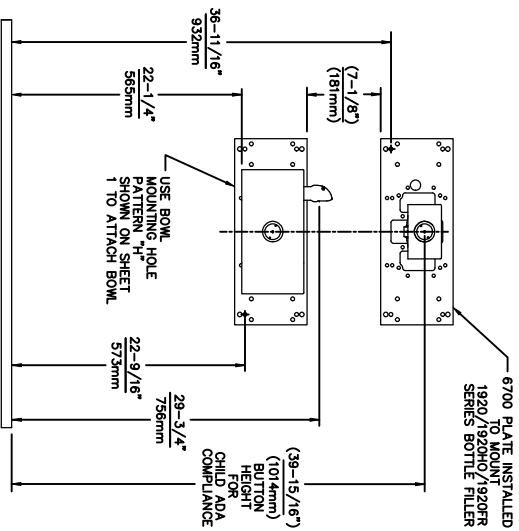 36-11/16"
932mm
22-1/4"
565mm
(7-1/8")
(181mm)
USE BOWL
MOUNTING HOLE
PATTERN "H"
SHOWN ON SHEET
1 TO ATTACH BOWL
6700 PLATE INSTALLED
TO MOUNT
1920/1920HO/1920FR
SERIES BOTTLE FILLER
22-9/16"
573mm
29-3/4"
756mm
(39-15/16")
(1014mm)
BUTTON
HEIGHT
FOR
CHILD ADA
COMPLIANCE